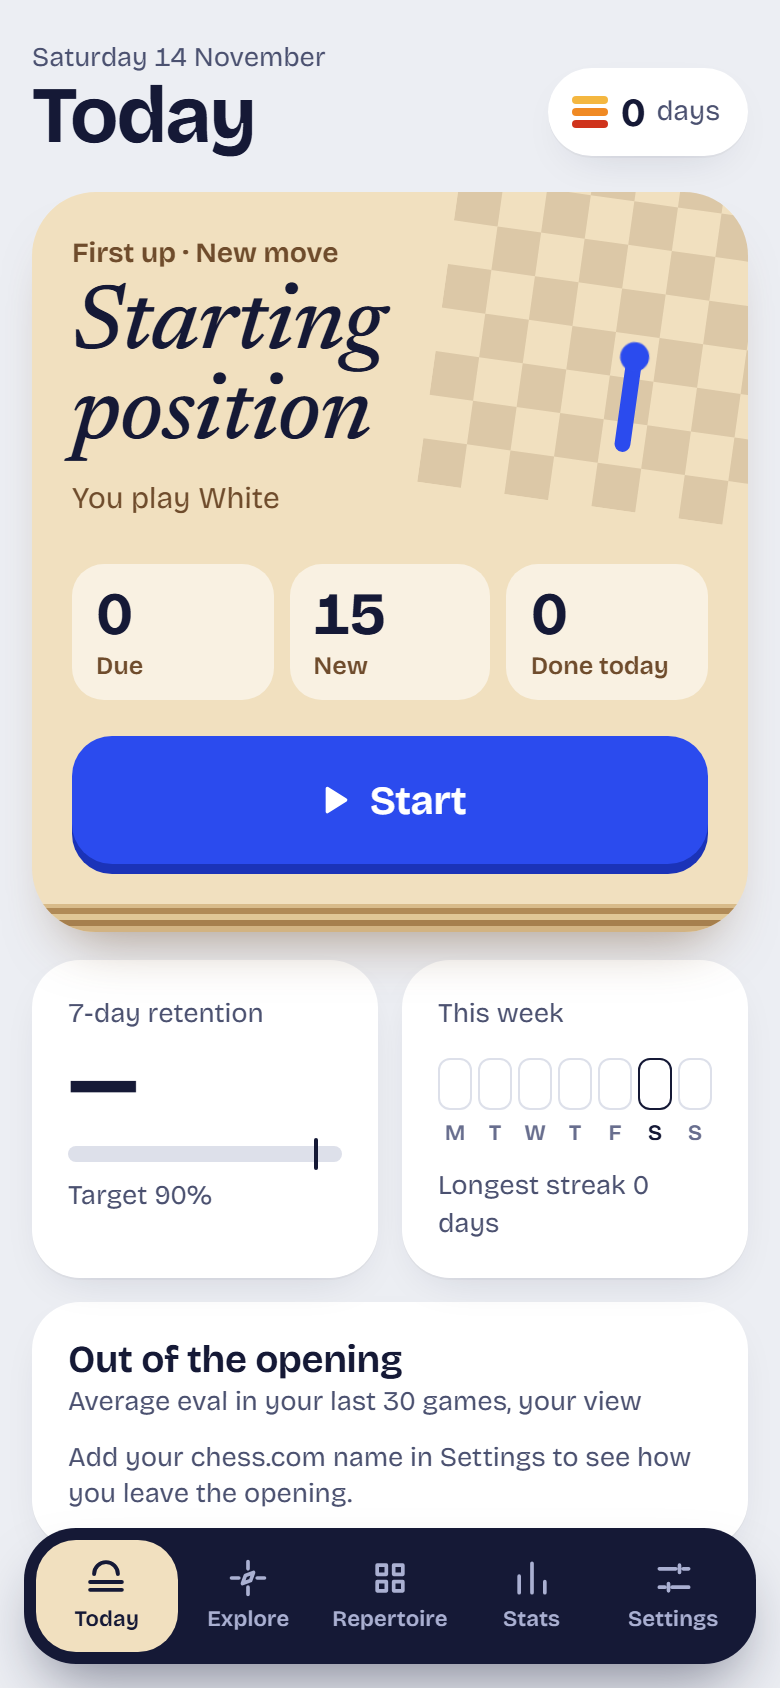 Saturday 14 November
Today
0 days
First up · New move
Starting
position
You play White
0
Due
15
New
0
Done today
Start
7-day retention
—
Target 90%
This week
M T W T F S S
Longest streak 0
days
Out of the opening
Average eval in your last 30 games, your view
Add your chess.com name in Settings to see how
you leave the opening.
Today
Explore
Repertoire
Stats
Settings